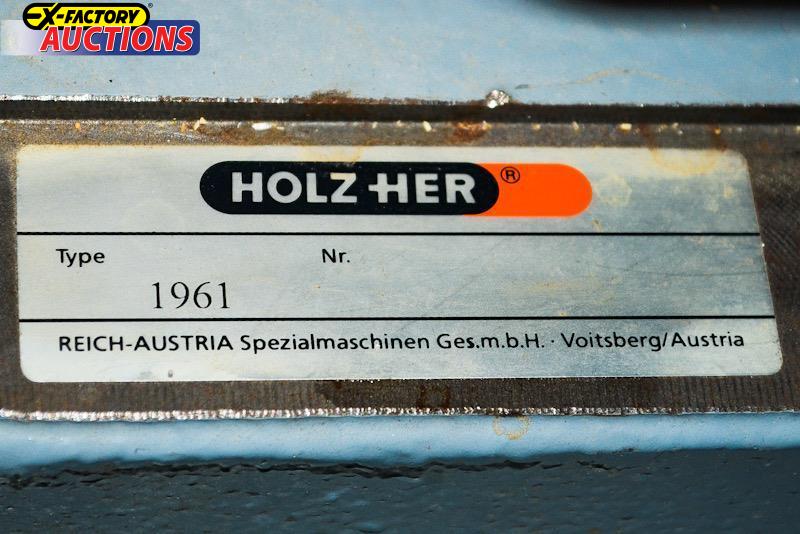 EX-FACTORY
AUCTIONS
HOLZ-HER ®
Type Nr.
1961
REICH-AUSTRIA Spezialmaschinen Ges.m.b.H. · Voitsberg/Austria